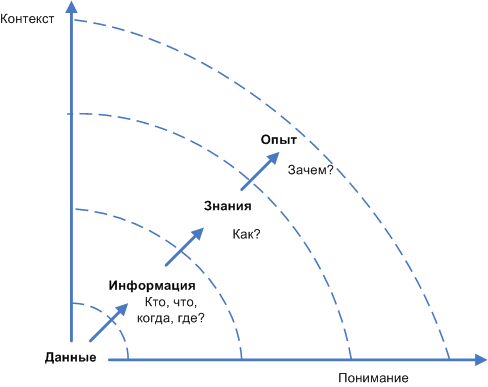 Контекст
Опыт
Зачем?
Знания
Как?
Информация
Кто, что,
когда, где?
Данные
Понимание